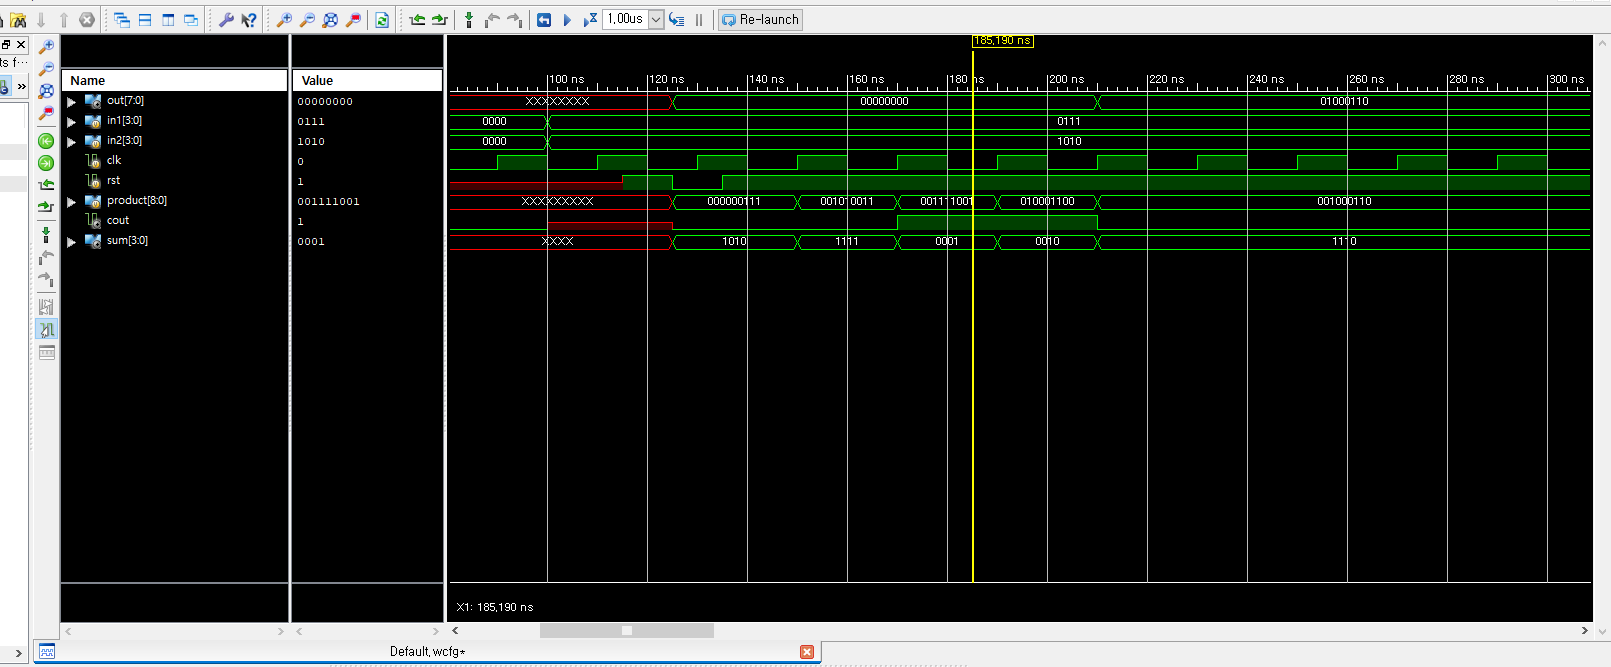 1.00us
Re-launch
ts f···
»
185.190 ns
Name
Value
100 ns
120 ns
140 ns
160 ns
180 ns
200 ns
220 ns
240 ns
260 ns
280 ns
300 ns
out[7:0]
00000000
XXXXXXXX
00000000
01000110
in1[3:0]
0111
0000
0111
in2[3:0]
1010
0000
1010
clk
0
rst
1
product[8:0]
001111001
XXXXXXXXX
000000111
001010011
001111001
010001100
001000110
cout
1
sum[3:0]
0001
XXXX
1010
1111
0001
0010
1110
X1: 185.190 ns
Default.wcfg*